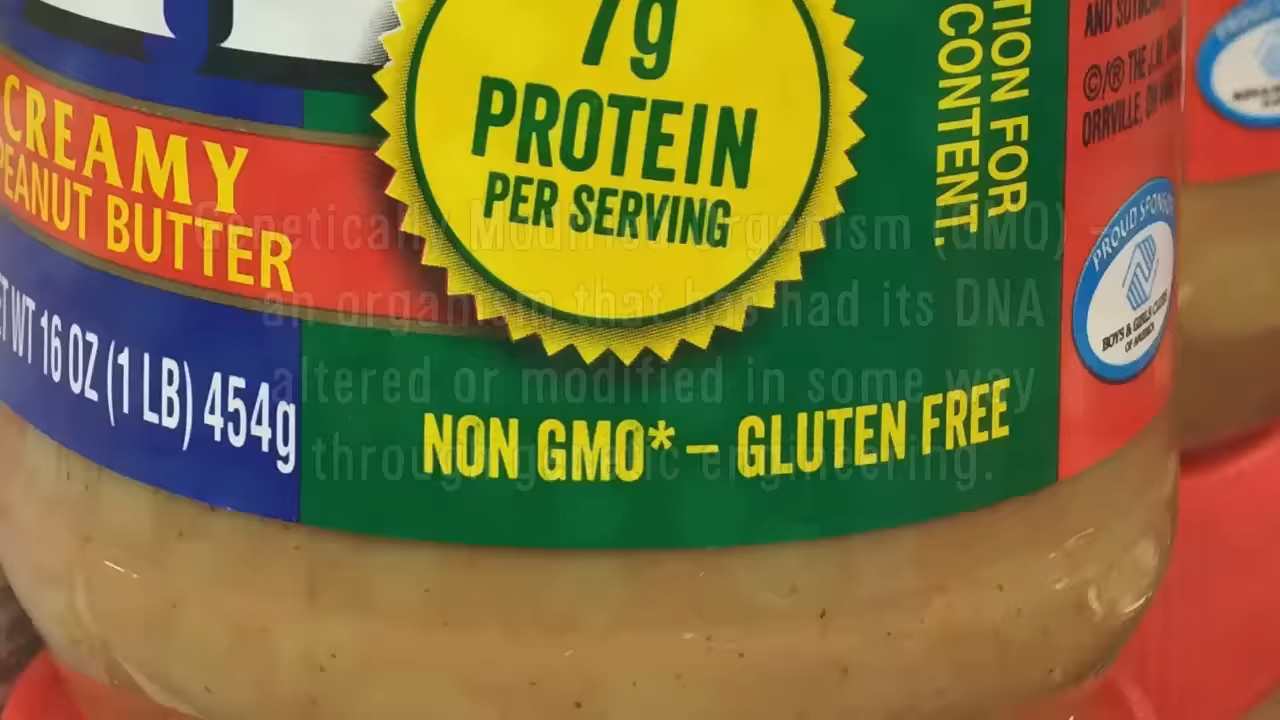 7g
PROTEIN
PER SERVING
CREAMY
PEANUT BUTTER
WT 16 OZ (1 LB) 454g
NON GMO* – GLUTEN FREE
TION FOR
CONTENT.
AND
©/® THE J.M.
ORRVILLE,
PROUD SPONSOR
BOYS & GIRLS CLUBS
OF AMERICA
Genetically Modified Organism (GMO) –
an organism that has had its DNA
altered or modified in some way
through genetic engineering.